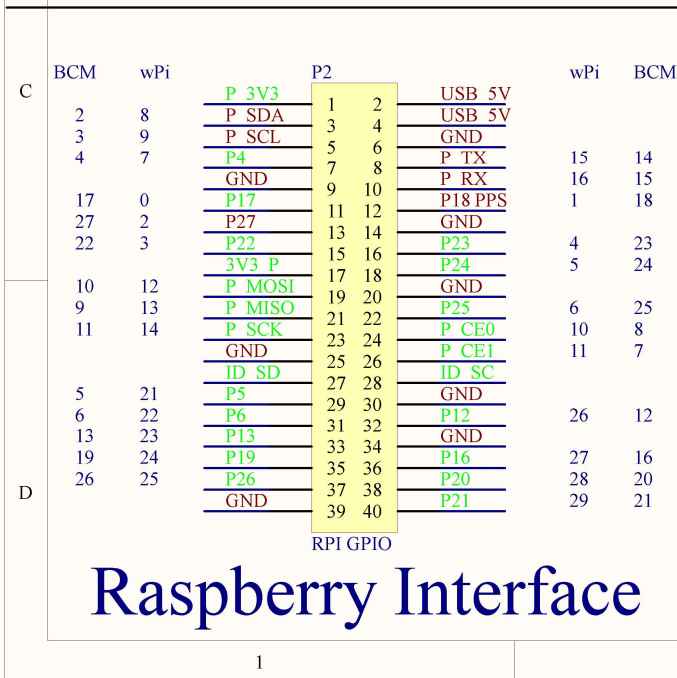 BCM wPi P2 wPi BCM
C
P_3V3 1 2 USB_5V
2 8 P_SDA 3 4 USB_5V
3 9 P_SCL 5 6 GND
4 7 P4 7 8 P_TX 15 14
GND 9 10 P_RX 16 15
17 0 P17 11 12 P18 PPS 1 18
27 2 P27 13 14 GND
22 3 P22 15 16 P23 4 23
3V3_P 17 18 P24 5 24
10 12 P_MOSI 19 20 GND
9 13 P_MISO 21 22 P25 6 25
11 14 P_SCK 23 24 P_CE0 10 8
GND 25 26 P_CE1 11 7
ID_SD 27 28 ID_SC
5 21 P5 29 30 GND
6 22 P6 31 32 P12 26 12
13 23 P13 33 34 GND
19 24 P19 35 36 P16 27 16
26 25 P26 37 38 P20 28 20
D
GND 39 40 P21 29 21
RPI GPIO
Raspberry Interface
1